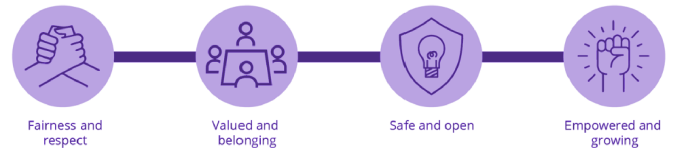 Fairness and
respect
Valued and
belonging
Safe and open
Empowered and
growing